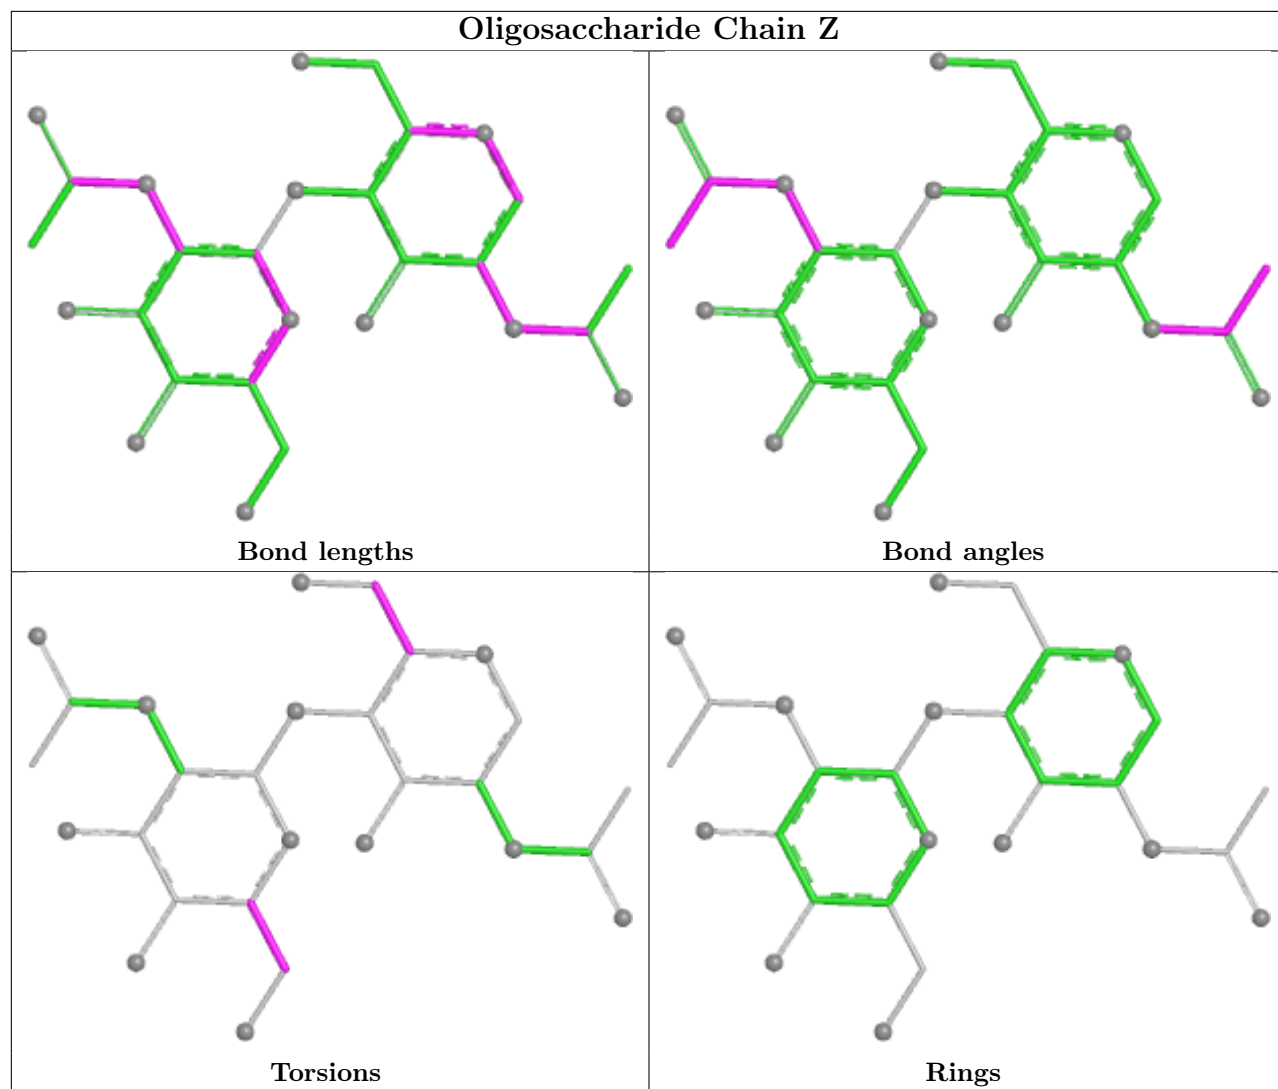 Oligosaccharide Chain Z
Bond lengths
Bond angles
Torsions
Rings